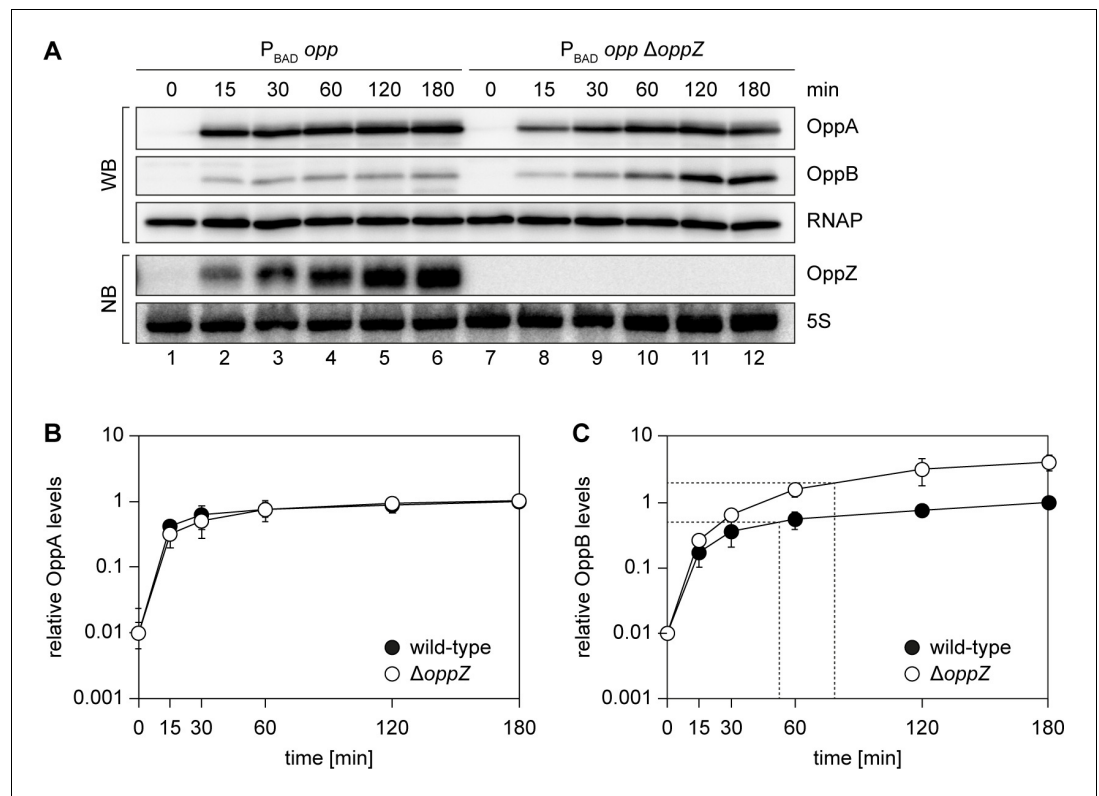 A
P_BAD opp P_BAD opp ΔoppZ
0 15 30 60 120 180 0 15 30 60 120 180 min
WB
OppA
OppB
RNAP
NB
OppZ
5S
1 2 3 4 5 6 7 8 9 10 11 12
B
relative OppA levels
10
1
0.1
0.01
0.001
wild-type
ΔoppZ
0 15 30 60 120 180
time [min]
C
relative OppB levels
10
1
0.1
0.01
0.001
wild-type
ΔoppZ
0 15 30 60 120 180
time [min]